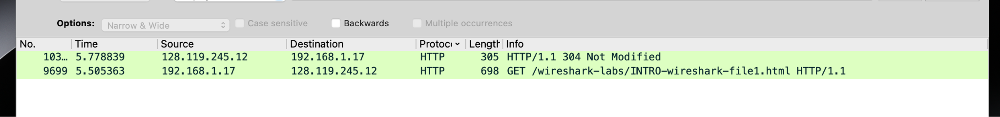 Options: Narrow & Wide Case sensitive Backwards Multiple occurrences
No. Time Source Destination Protoc Length Info
103… 5.778839 128.119.245.12 192.168.1.17 HTTP 305 HTTP/1.1 304 Not Modified
9699 5.505363 192.168.1.17 128.119.245.12 HTTP 698 GET /wireshark-labs/INTRO-wireshark-file1.html HTTP/1.1